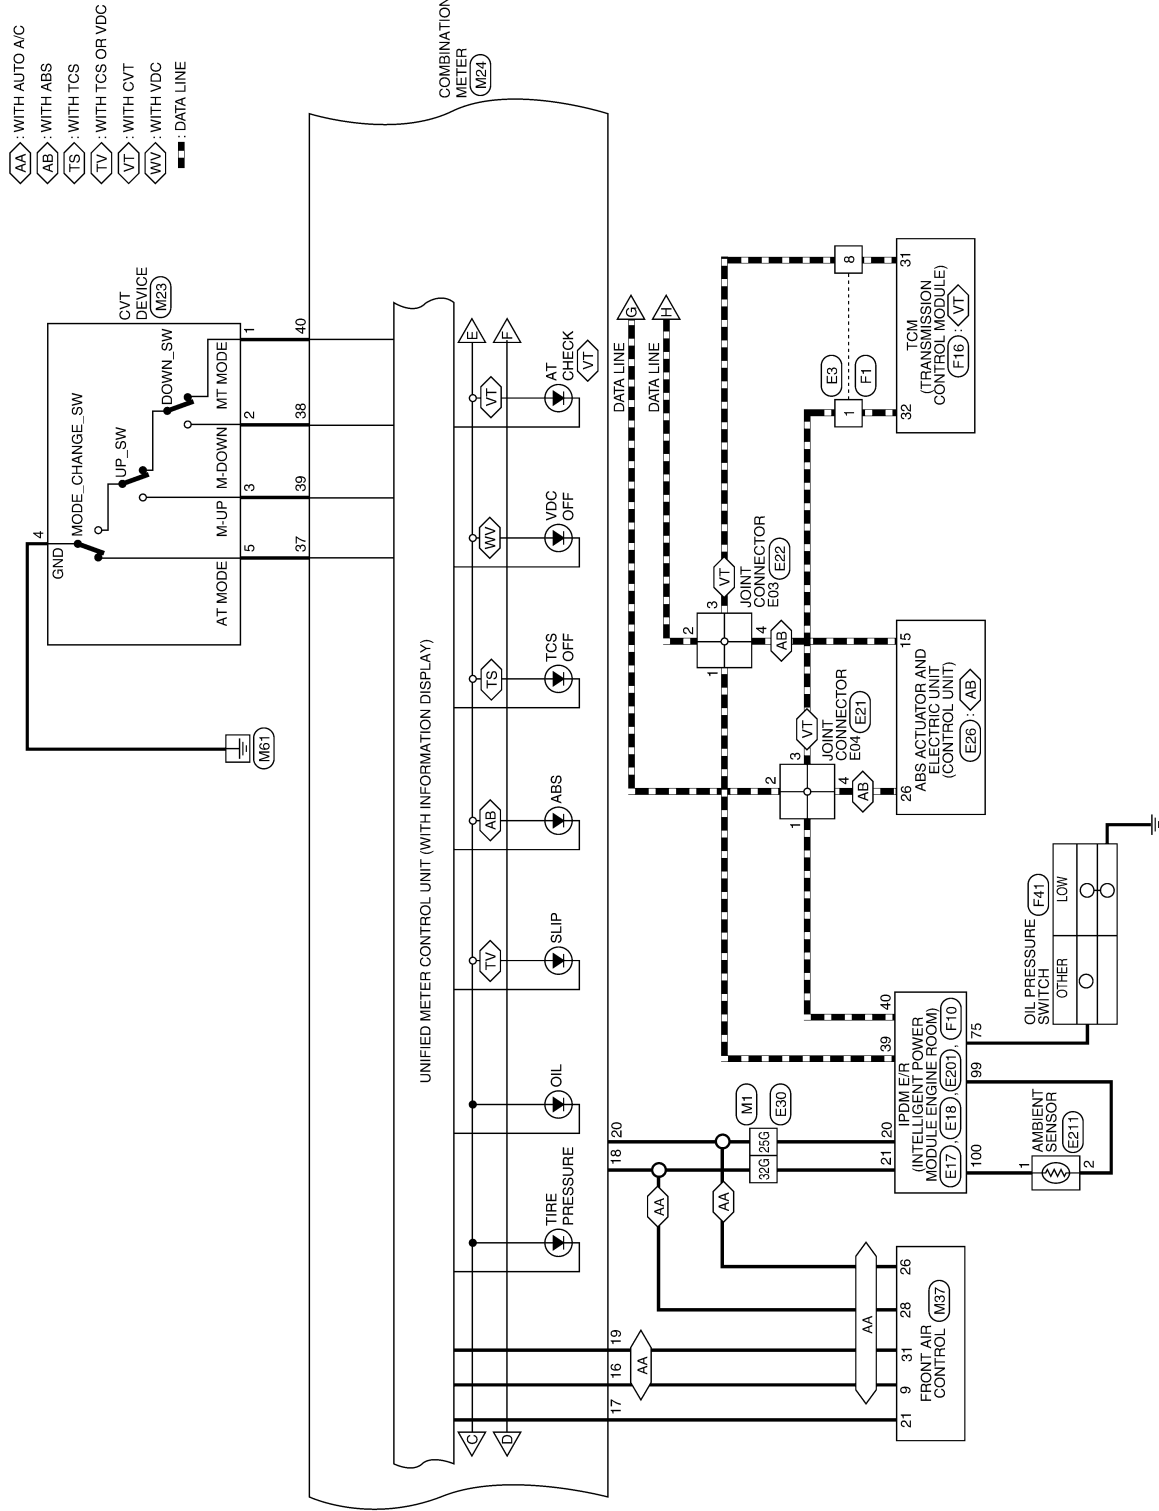 AA : WITH AUTO A/C
AB : WITH ABS
TS : WITH TCS
TV : WITH TCS OR VDC
VT : WITH CVT
WV : WITH VDC
: DATA LINE
COMBINATION
METER
M24
CVT
DEVICE
M23
4
GND
MODE_CHANGE_SW
UP_SW
DOWN_SW
AT MODE
M-UP
M-DOWN
MT MODE
5
3
2
1
37
39
38
40
M61
UNIFIED METER CONTROL UNIT (WITH INFORMATION DISPLAY)
C
D
E
F
TIRE
PRESSURE
OIL
TV
SLIP
AB
ABS
TS
TCS
OFF
WV
VDC
OFF
VT
AT
CHECK
VT
17
16
19
18
20
AA
AA
AA
AA
DATA LINE
G
DATA LINE
H
32G
25G
M1
E30
2
3
1
4
VT
AB
JOINT
CONNECTOR
E03
E22
2
3
1
4
VT
AB
JOINT
CONNECTOR
E04
E21
8
1
E3
F1
21
9
31
28
26
FRONT AIR
CONTROL
M37
21
20
39
40
IPDM E/R
(INTELLIGENT POWER
MODULE ENGINE ROOM)
E17 , E18 , E201 , F10
100
99
75
26
15
ABS ACTUATOR AND
ELECTRIC UNIT
(CONTROL UNIT)
E26 : AB
32
31
TCM
(TRANSMISSION
CONTROL MODULE)
F16 : VT
AMBIENT
SENSOR
E211
1
2
OIL PRESSURE
SWITCH
F41
OTHER
LOW